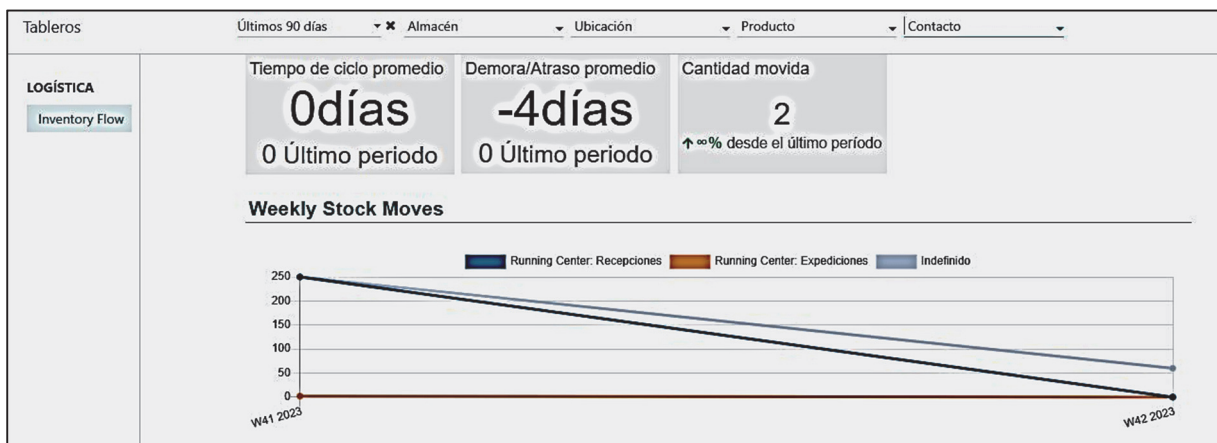 Tableros
Últimos 90 días ✖ Almacén Ubicación Producto Contacto
LOGÍSTICA
Inventory Flow
Tiempo de ciclo promedio
0días
0 Último periodo
Demora/Atraso promedio
-4días
0 Último periodo
Cantidad movida
2
↑ ∞% desde el último período
Weekly Stock Moves
Running Center: Recepciones Running Center: Expediciones Indefinido
250
200
150
100
50
0
W41 2023
W42 2023